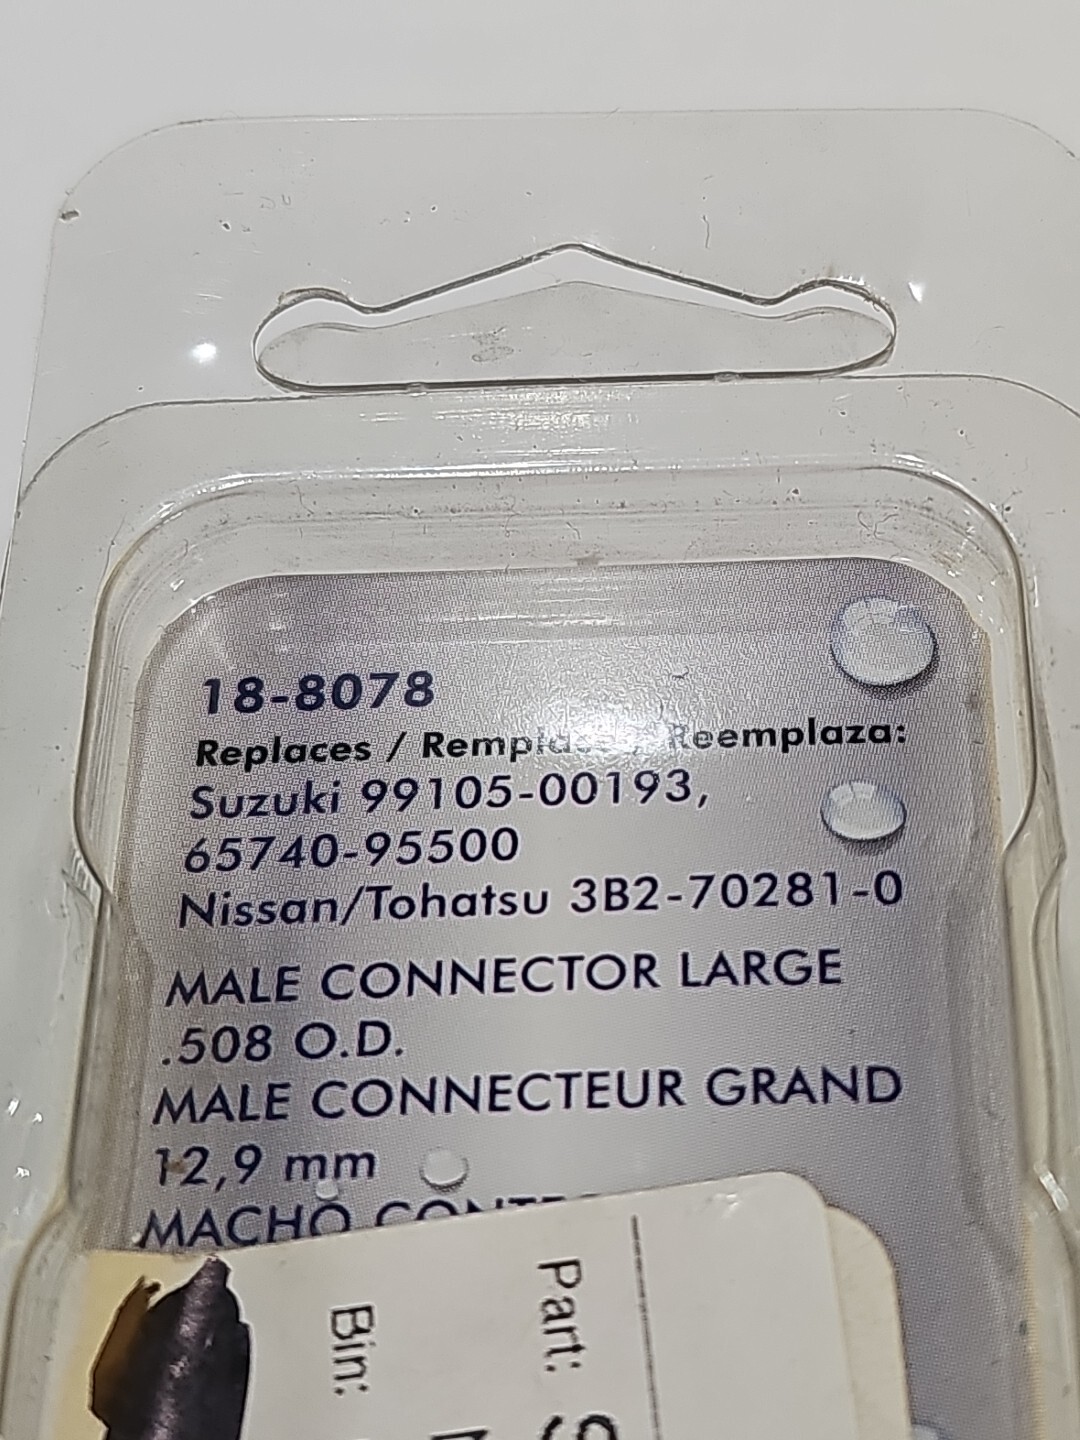 18-8078
Replaces / / Reemplaza:
Suzuki 99105-00193,
65740-95500
Nissan/Tohatsu 3B2-70281-0
MALE CONNECTOR LARGE
.508 O.D.
MALE CONNECTEUR GRAND
12,9 mm
MACHO
Part:
Bin: